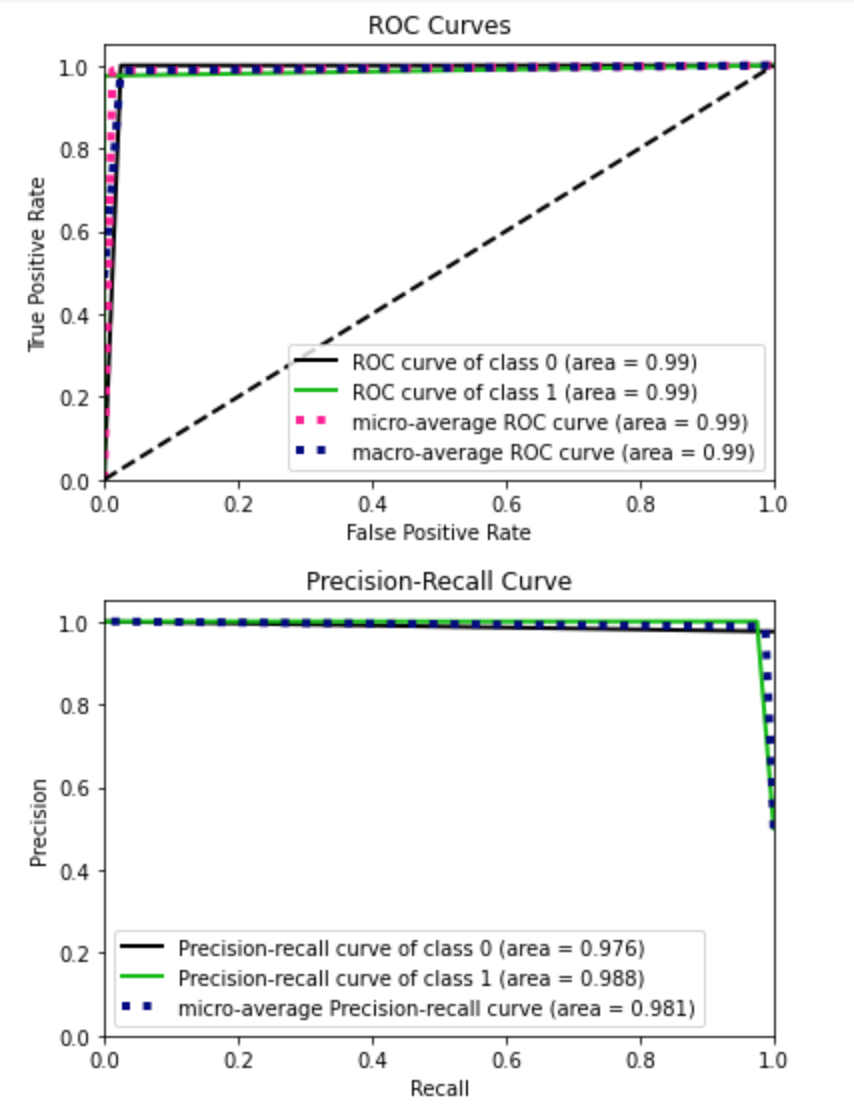 ROC Curves
1.0
0.8
0.6
0.4
0.2
0.0
True Positive Rate
ROC curve of class 0 (area = 0.99)
ROC curve of class 1 (area = 0.99)
micro-average ROC curve (area = 0.99)
macro-average ROC curve (area = 0.99)
0.0 0.2 0.4 0.6 0.8 1.0
False Positive Rate
Precision-Recall Curve
1.0
0.8
0.6
0.4
0.2
0.0
Precision
Precision-recall curve of class 0 (area = 0.976)
Precision-recall curve of class 1 (area = 0.988)
micro-average Precision-recall curve (area = 0.981)
0.0 0.2 0.4 0.6 0.8 1.0
Recall